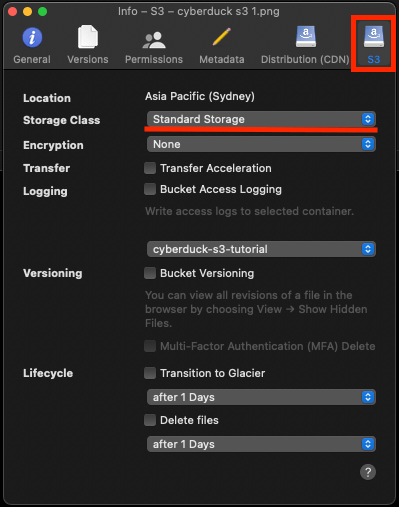 Info – S3 – cyberduck s3 1.png
General Versions Permissions Metadata Distribution (CDN) S3
Location Asia Pacific (Sydney)
Storage Class Standard Storage
Encryption None
Transfer Transfer Acceleration
Logging Bucket Access Logging
Write access logs to selected container.
cyberduck-s3-tutorial
Versioning Bucket Versioning
You can view all revisions of a file in the
browser by choosing View → Show Hidden
Files.
Multi-Factor Authentication (MFA) Delete
Lifecycle Transition to Glacier
after 1 Days
Delete files
after 1 Days
?